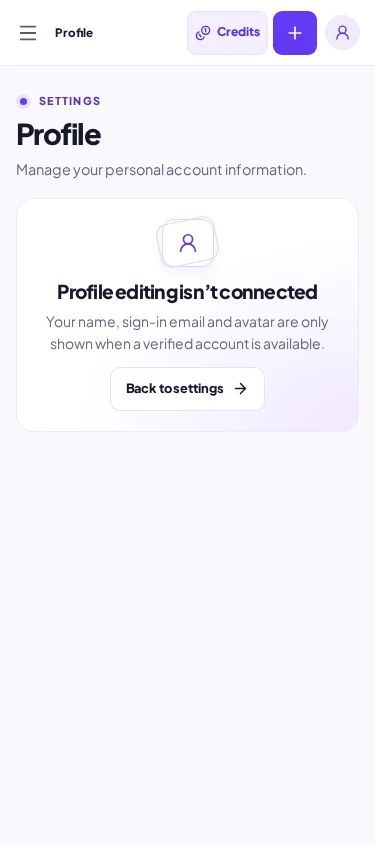 Profile
Credits
SETTINGS
Profile
Manage your personal account information.
Profile editing isn’t connected
Your name, sign-in email and avatar are only
shown when a verified account is available.
Back to settings